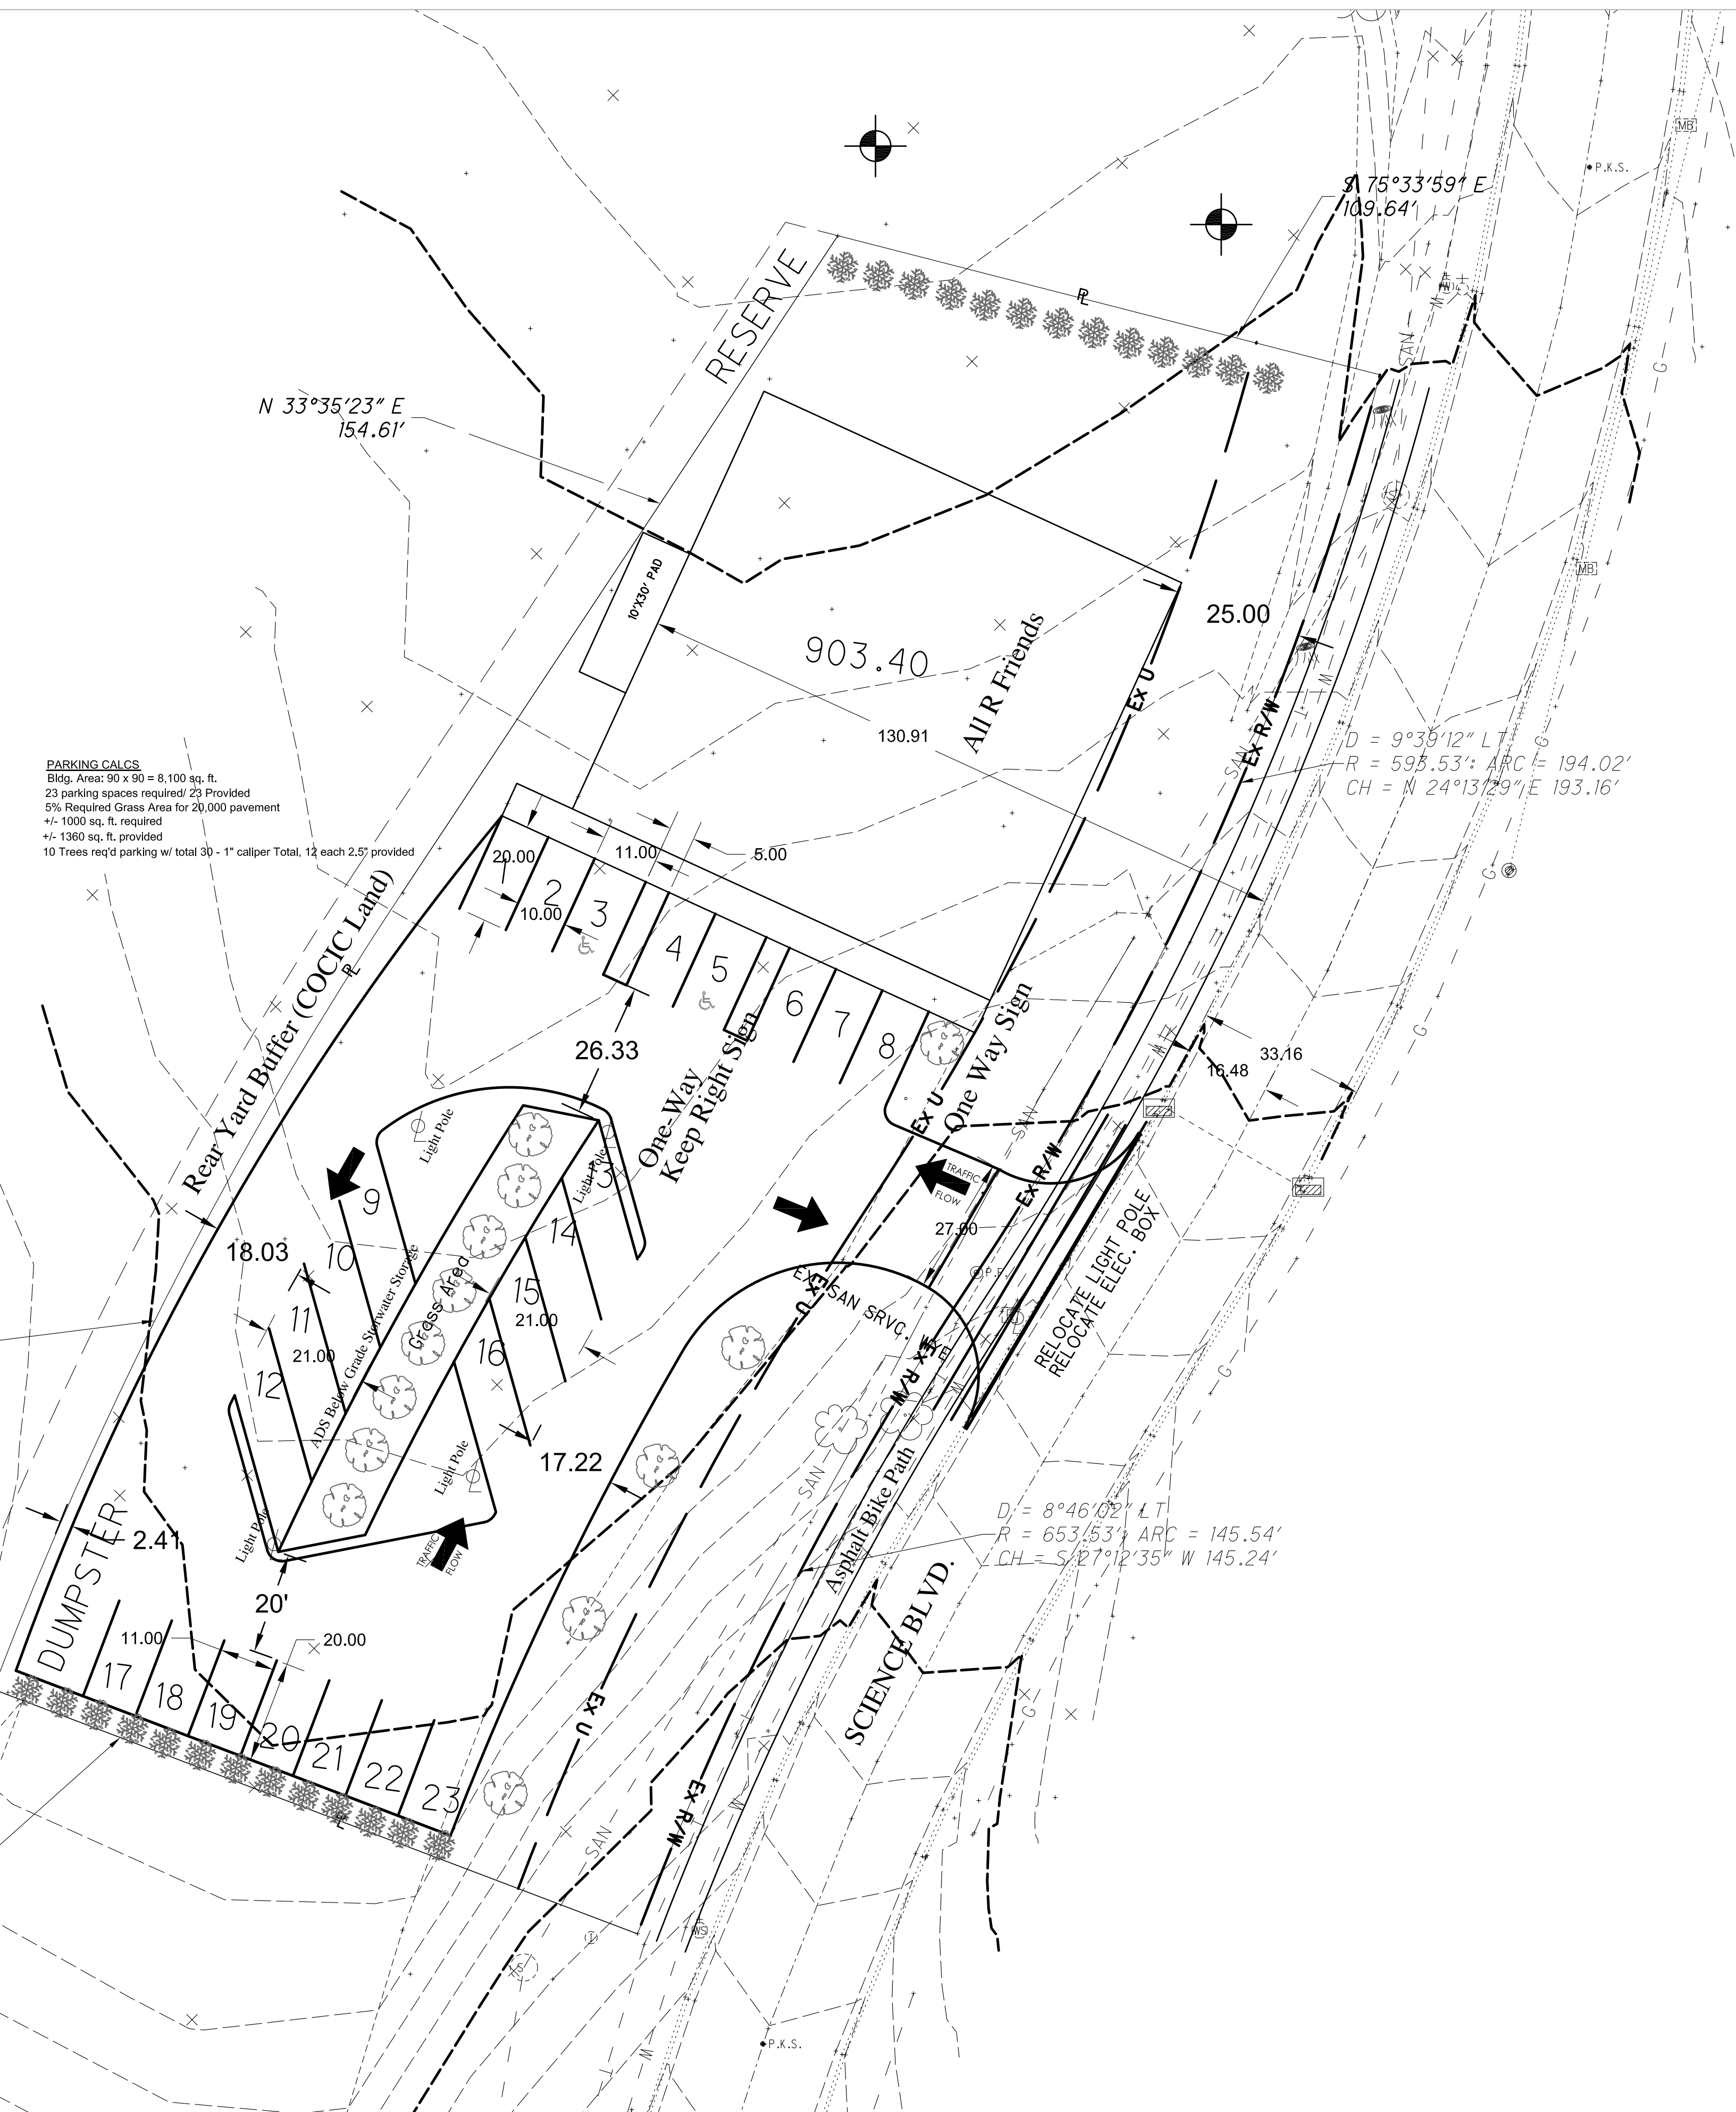 MB
P.K.S.
S 75°33'59" E
109.64'
RESERVE
PL
SAN
W
G
N 33°35'23" E
154.61'
10'X30' PAD
MB
903.40
All R Friends
25.00
EX U
EX R/W
130.91
SAN
W
G
D = 9°39'12" LT
R = 593.53': ARC = 194.02'
CH = N 24°13'29" E 193.16'
PARKING CALCS
Bldg. Area: 90 x 90 = 8,100 sq. ft.
23 parking spaces required/ 23 Provided
5% Required Grass Area for 20,000 pavement
+/- 1000 sq. ft. required
+/- 1360 sq. ft. provided
10 Trees req'd parking w/ total 30 - 1" caliper Total, 12 each 2.5" provided
20.00
11.00
5.00
1
2
3
10.00
4
5
6
7
8
G
Rear Yard Buffer (COCIC Land)
PL
26.33
One-Way
Keep Right Sign
One Way Sign
EX U
33.16
16.48
W
G
SAN
EX R/W
TRAFFIC
FLOW
27.00
Light Pole
Light Pole
9
10
11
12
13
14
15
16
18.03
21.00
21.00
Grass Area
ADS Below Grade Storwater Storage
EX SAN SRVC.
EX U
P.P.
RELOCATE LIGHT POLE
RELOCATE ELEC. BOX
G
EX R/W
E
W
SAN
17.22
Light Pole
Light Pole
TRAFFIC
FLOW
Asphalt Bike Path
D = 8°46'02" LT
R = 653.53': ARC = 145.54'
CH = S 27°12'35" W 145.24'
SCIENCE BLVD.
2.41
DUMPSTER
20'
11.00
20.00
17
18
19
20
21
22
23
PL
EX U
EX R/W
G
W
SAN
WS
T
S
P.K.S.
W
T